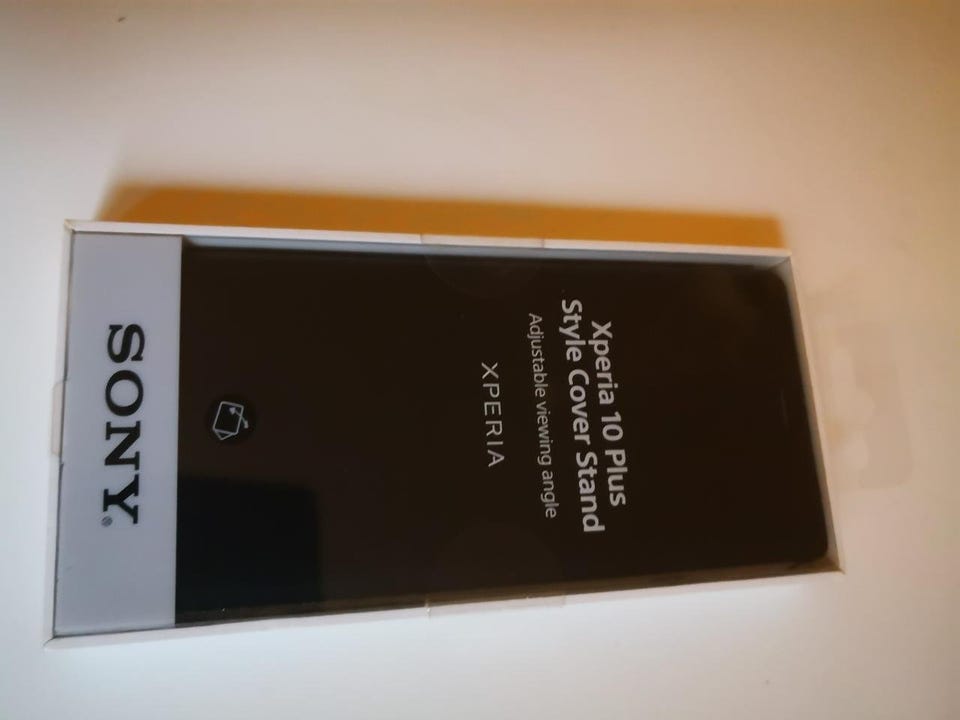 Xperia 10 Plus
Style Cover Stand
Adjustable viewing angle
XPERIA
SONY®